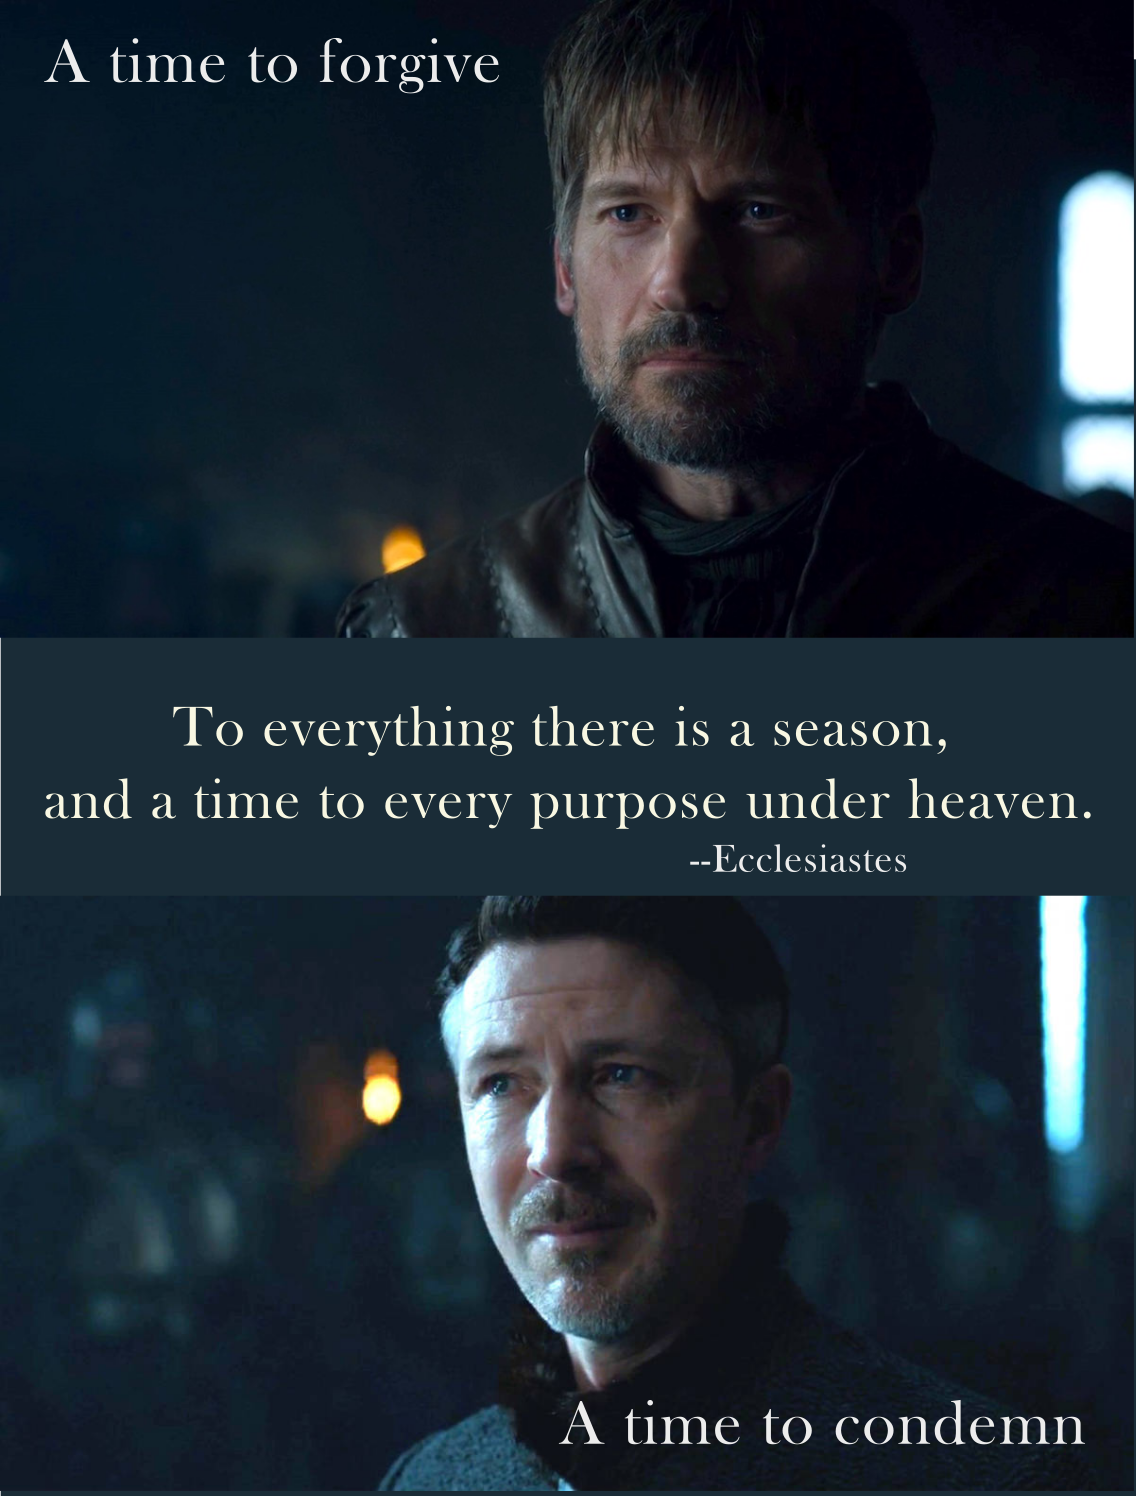 A time to forgive
To everything there is a season,
and a time to every purpose under heaven.
--Ecclesiastes
A time to condemn